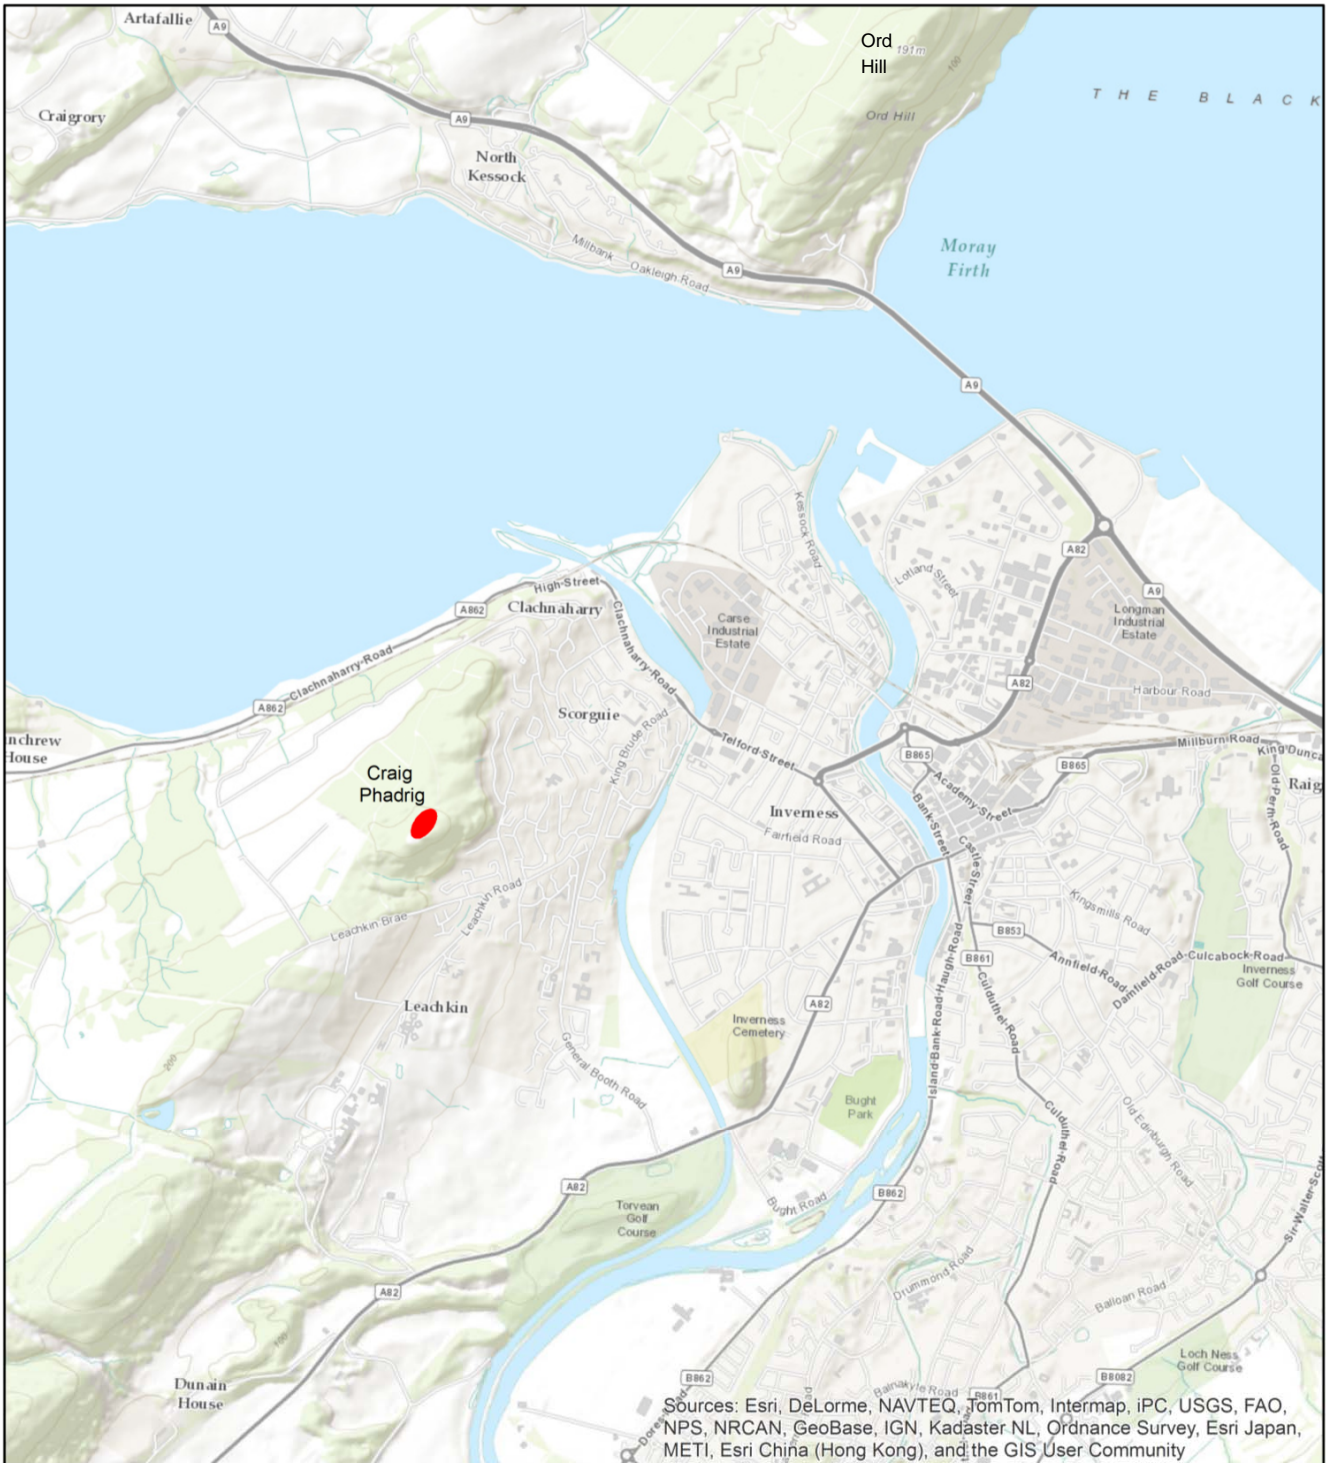 Artafallie
A9
Ord
Hill
191m
100
THE BLACK
Craigrory
A9
Ord Hill
North
Kessock
Moray
Firth
Millbank
Oakleigh Road
A9
A9
Kessock Road
A82
High-Street
A862
Clachnaharry
Lotland Street
A9
Longman
Industrial
Estate
Carse
Industrial
Estate
Clachnaharry-Road
Clachnaharry-Road
A82
Harbour Road
A862
Scorguie
King Brude Road
nchrew
House
Telford-Street
B865
Millburn-Road
King Dunca
B865
Craig
Phadrig
Academy-Street
Old-Perth-Road
Raig
Bank-Street
Inverness
Fairfield Road
Castle-Street
Leachkin Road
Leachkin Brae
Kingsmills Road
B853
B861
Annfield-Road
Damfield-Road
Culcabock-Road
Inverness
Golf Course
Island-Bank-Road-Haugh-Road
Culduthel-Road
Leachkin
A82
Inverness
Cemetery
200
General Booth Road
Bught
Park
Old Edinburgh Road
Culduthel-Road
A82
B862
Bught Road
Torvean
Golf
Course
Sir-Walter-Scou
Drummond Road
A82
Balloan Road
100
Loch Ness
Golf Course
Dunain
House
B862
B8082
Balnakyle Road
B861
Dores-Road
Sources: Esri, DeLorme, NAVTEQ, TomTom, Intermap, iPC, USGS, FAO,
NPS, NRCAN, GeoBase, IGN, Kadaster NL, Ordnance Survey, Esri Japan,
METI, Esri China (Hong Kong), and the GIS User Community